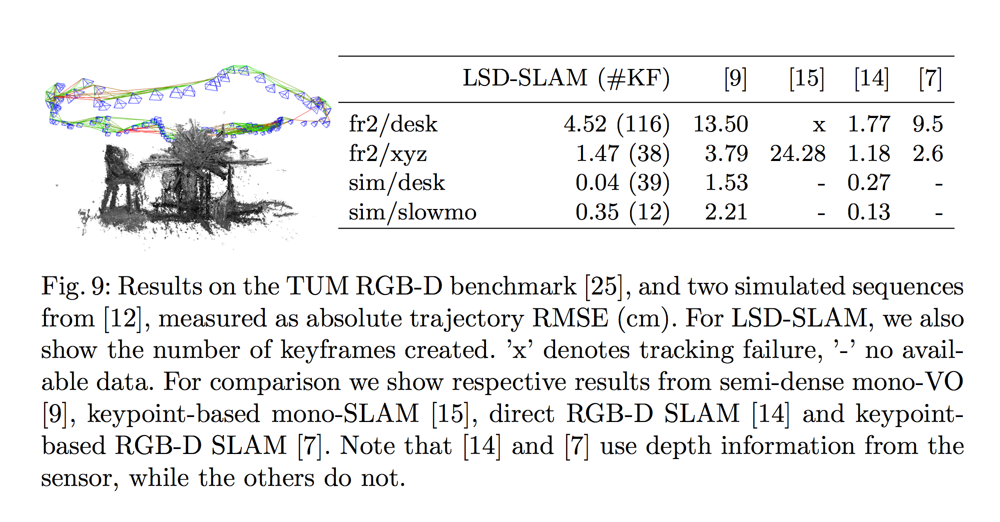 LSD-SLAM (#KF) [9] [15] [14] [7]
fr2/desk 4.52 (116) 13.50 x 1.77 9.5
fr2/xyz 1.47 (38) 3.79 24.28 1.18 2.6
sim/desk 0.04 (39) 1.53 - 0.27 -
sim/slowmo 0.35 (12) 2.21 - 0.13 -
Fig. 9: Results on the TUM RGB-D benchmark [25], and two simulated sequences
from [12], measured as absolute trajectory RMSE (cm). For LSD-SLAM, we also
show the number of keyframes created. ’x’ denotes tracking failure, ’-’ no avail-
able data. For comparison we show respective results from semi-dense mono-VO
[9], keypoint-based mono-SLAM [15], direct RGB-D SLAM [14] and keypoint-
based RGB-D SLAM [7]. Note that [14] and [7] use depth information from the
sensor, while the others do not.